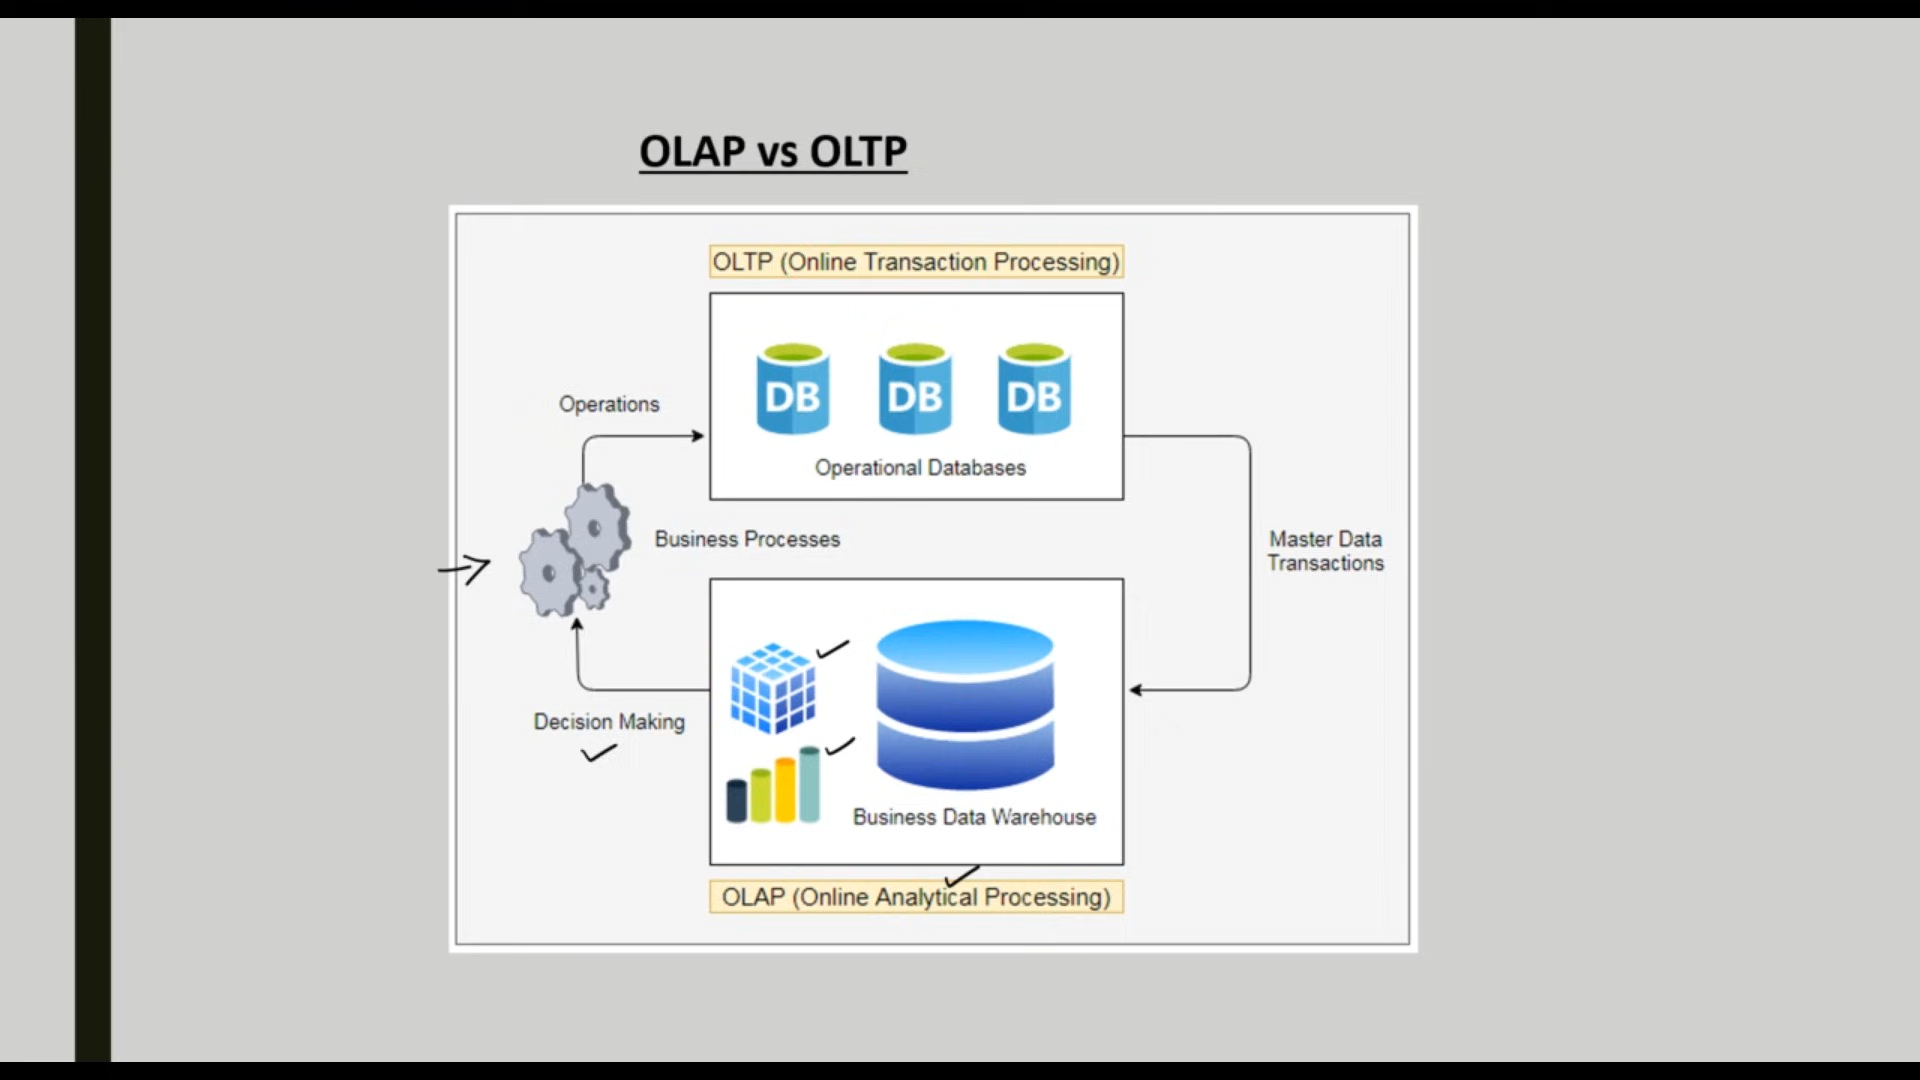 OLAP vs OLTP
OLTP (Online Transaction Processing)
DB DB DB
Operational Databases
Operations
Business Processes
Master Data
Transactions
Decision Making
Business Data Warehouse
OLAP (Online Analytical Processing)